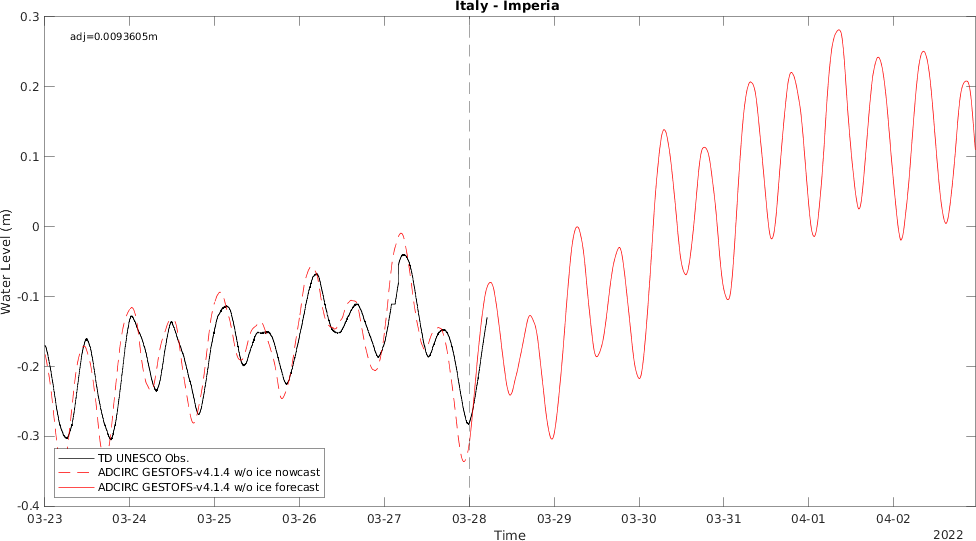 Italy - Imperia
adj=0.0093605m
0.3
0.2
0.1
0
-0.1
-0.2
-0.3
-0.4
Water Level (m)
TD UNESCO Obs.
ADCIRC GESTOFS-v4.1.4 w/o ice nowcast
ADCIRC GESTOFS-v4.1.4 w/o ice forecast
03-23 03-24 03-25 03-26 03-27 03-28 03-29 03-30 03-31 04-01 04-02
Time
2022